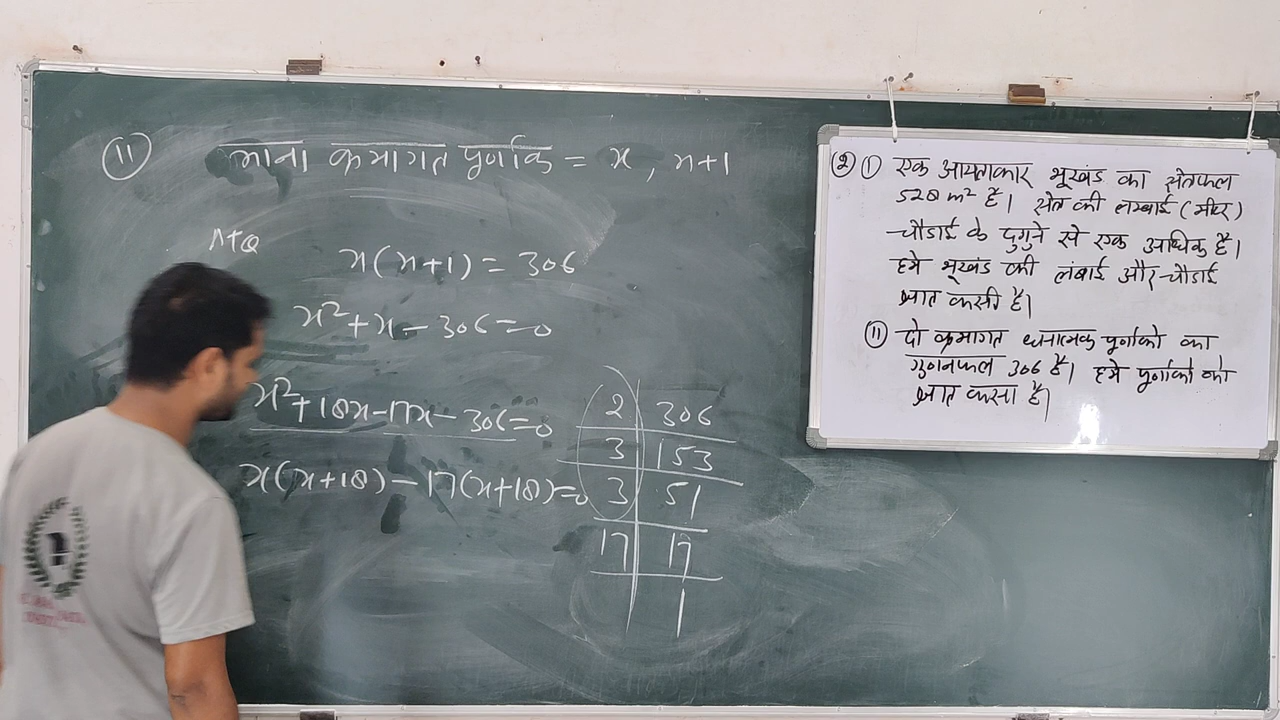 (11) माना क्रमागत पूर्णांक = x, x+1
ATQ
x(x+1) = 306
x²+x-306=0
x²+18x-17x-306=0
x(x+18)-17(x+18)=0
2 | 306
3 | 153
3 | 51
17 | 17
1
(2) (1) एक आयताकार भूखंड का क्षेत्रफल
528 m² है। क्षेत्र की लम्बाई (मीटर)
चौडाई के दुगुने से एक अधिक है।
हमे भूखंड की लंबाई और चौडाई
ज्ञात करनी है।
(11) दो क्रमागत धनात्मक पूर्णांको का
गुणनफल 306 है। हमे पूर्णांको को
ज्ञात करना है।